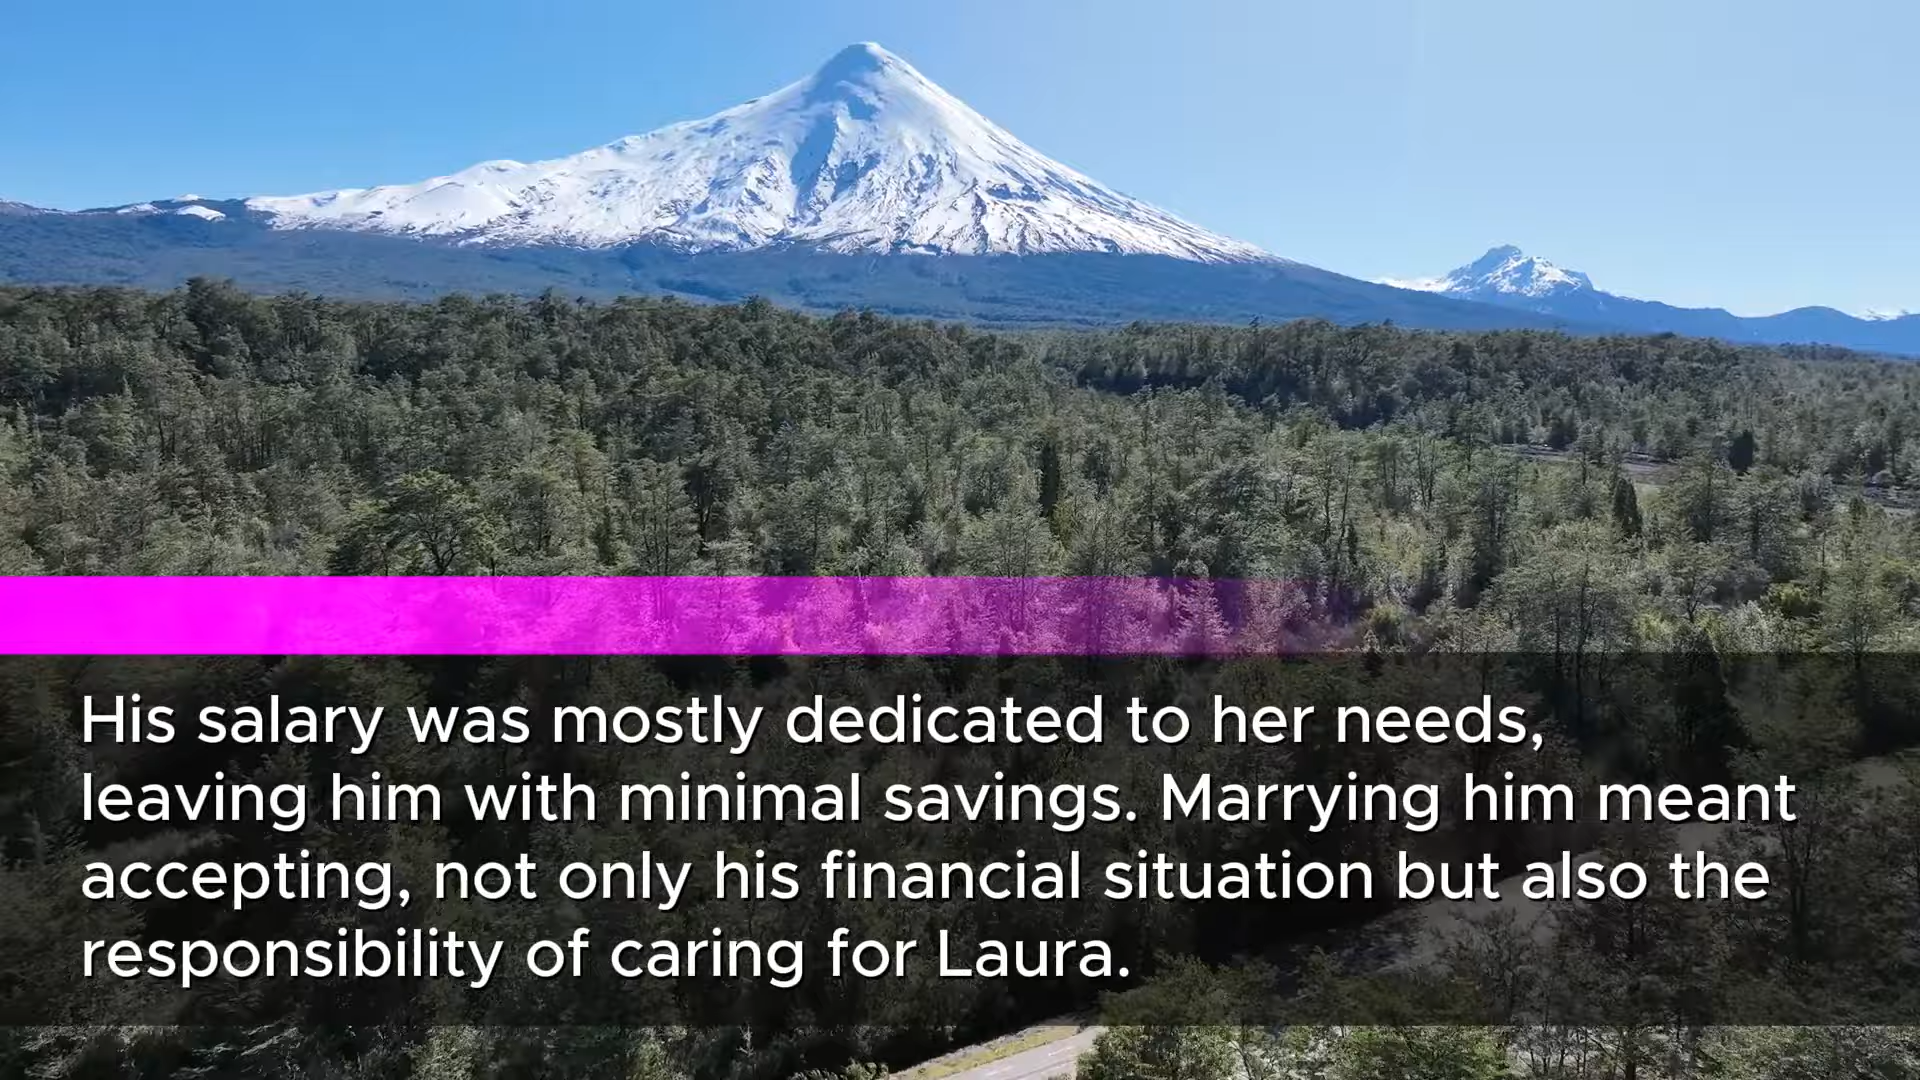 His salary was mostly dedicated to her needs,
leaving him with minimal savings. Marrying him meant
accepting, not only his financial situation but also the
responsibility of caring for Laura.